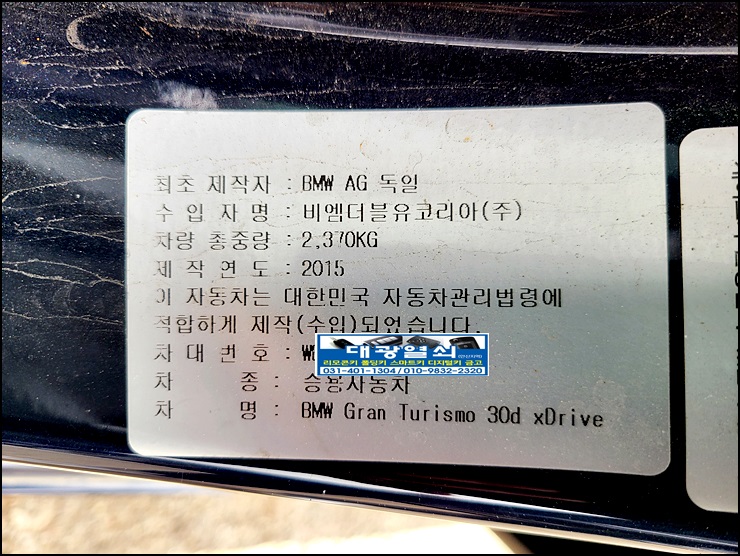 최초 제작자 : BMW AG 독일
수 입 자 명 : 비엠더블유코리아(주)
차량 총중량 : 2,370KG
제 작 연 도 : 2015
이 자동차는 대한민국 자동차관리법령에
적합하게 제작(수입)되었습니다.
차 대 번 호 :
대광열쇠
리모콘키 폴딩키 스마트키 디지털키 금고
031-401-1304 / 010-9832-2320
차 종 : 승용자동차
차 명 : BMW Gran Turismo 30d xDrive